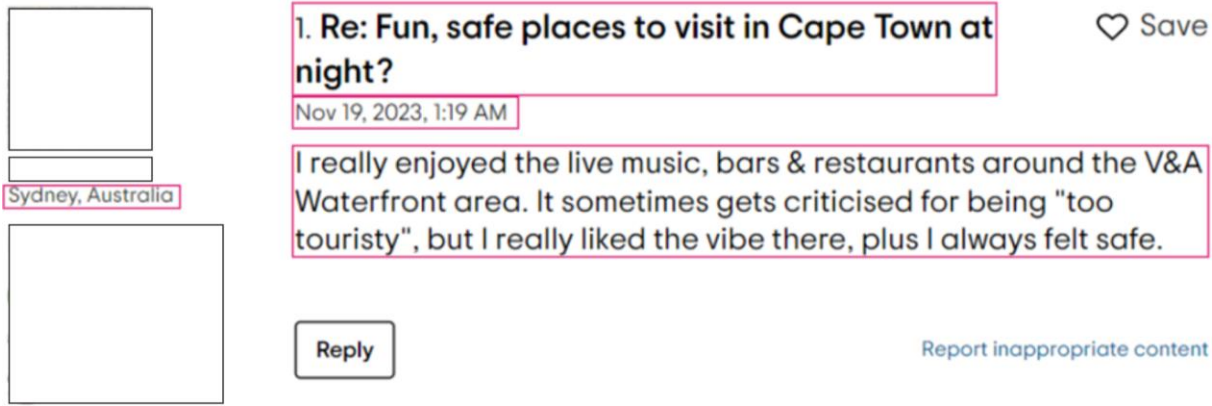 1. Re: Fun, safe places to visit in Cape Town at
night?
Save
Nov 19, 2023, 1:19 AM
Sydney, Australia
I really enjoyed the live music, bars & restaurants around the V&A
Waterfront area. It sometimes gets criticised for being "too
touristy", but I really liked the vibe there, plus I always felt safe.
Reply
Report inappropriate content